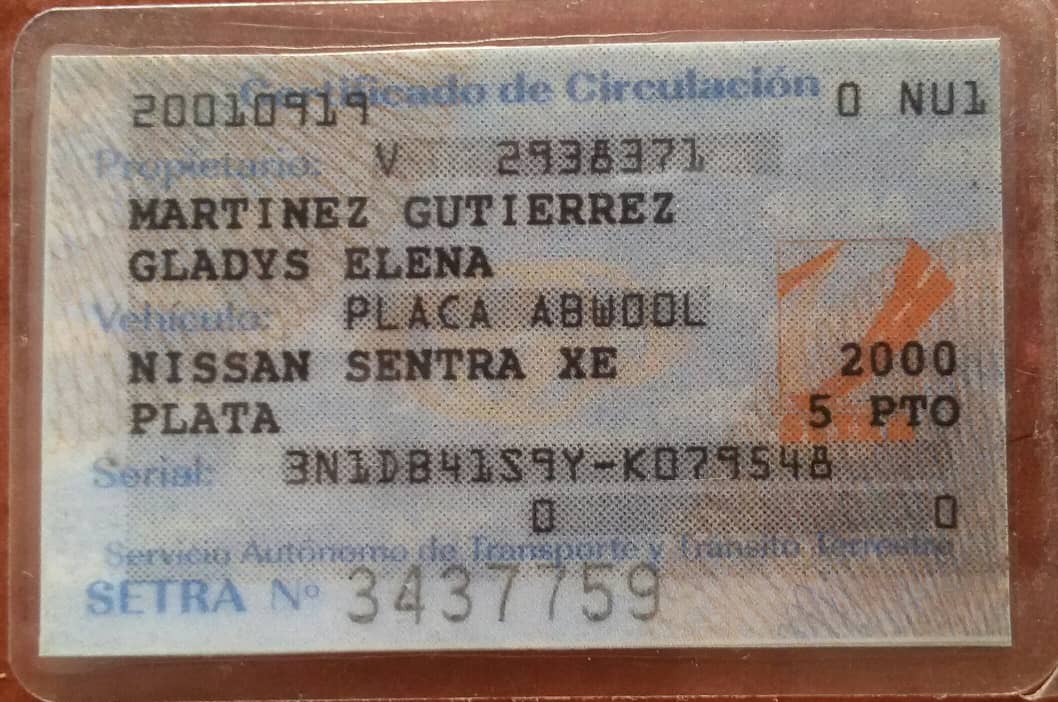 Certificado de Circulación
20010919 0 NU1
Propietario: V 2938371
MARTINEZ GUTIERREZ
GLADYS ELENA
Vehículo: PLACA ABW00L
NISSAN SENTRA XE 2000
PLATA 5 PTO
Serial: 3N1DB41S9Y-K079548
0 0
Servicio Autónomo de Transporte y Tránsito Terrestre
SETRA Nº 3437759